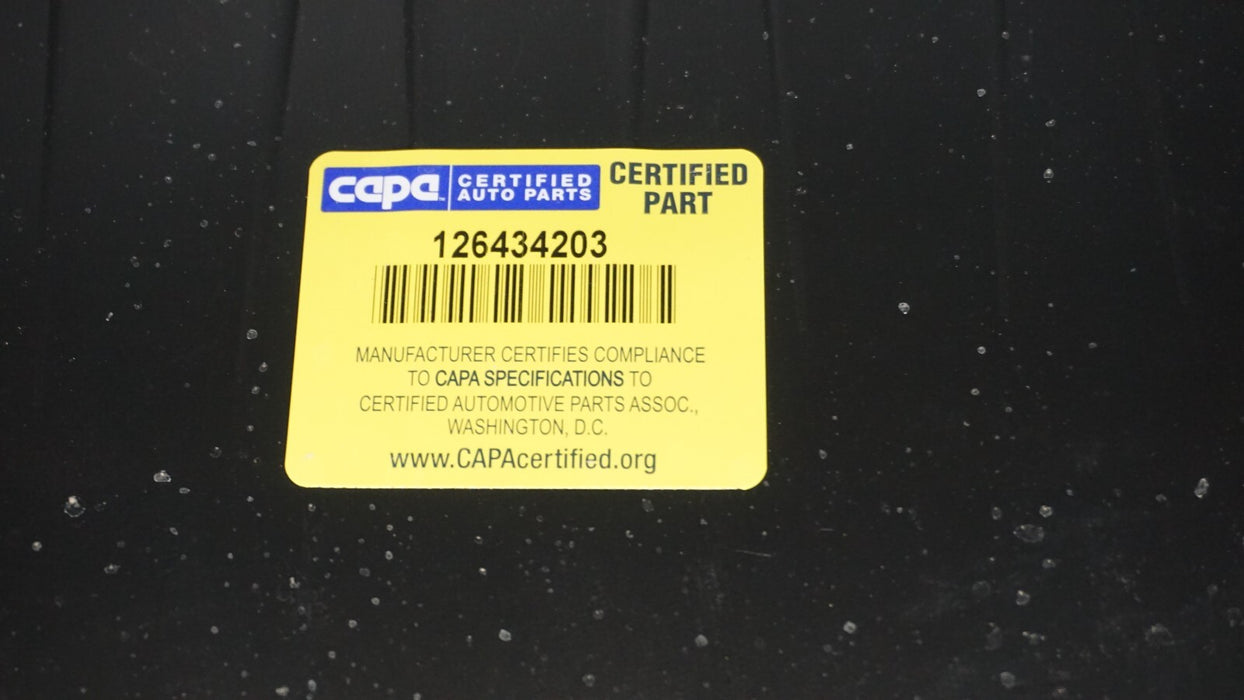 capa™ CERTIFIED AUTO PARTS
CERTIFIED PART
126434203
MANUFACTURER CERTIFIES COMPLIANCE
TO CAPA SPECIFICATIONS TO
CERTIFIED AUTOMOTIVE PARTS ASSOC.,
WASHINGTON, D.C.
www.CAPAcertified.org